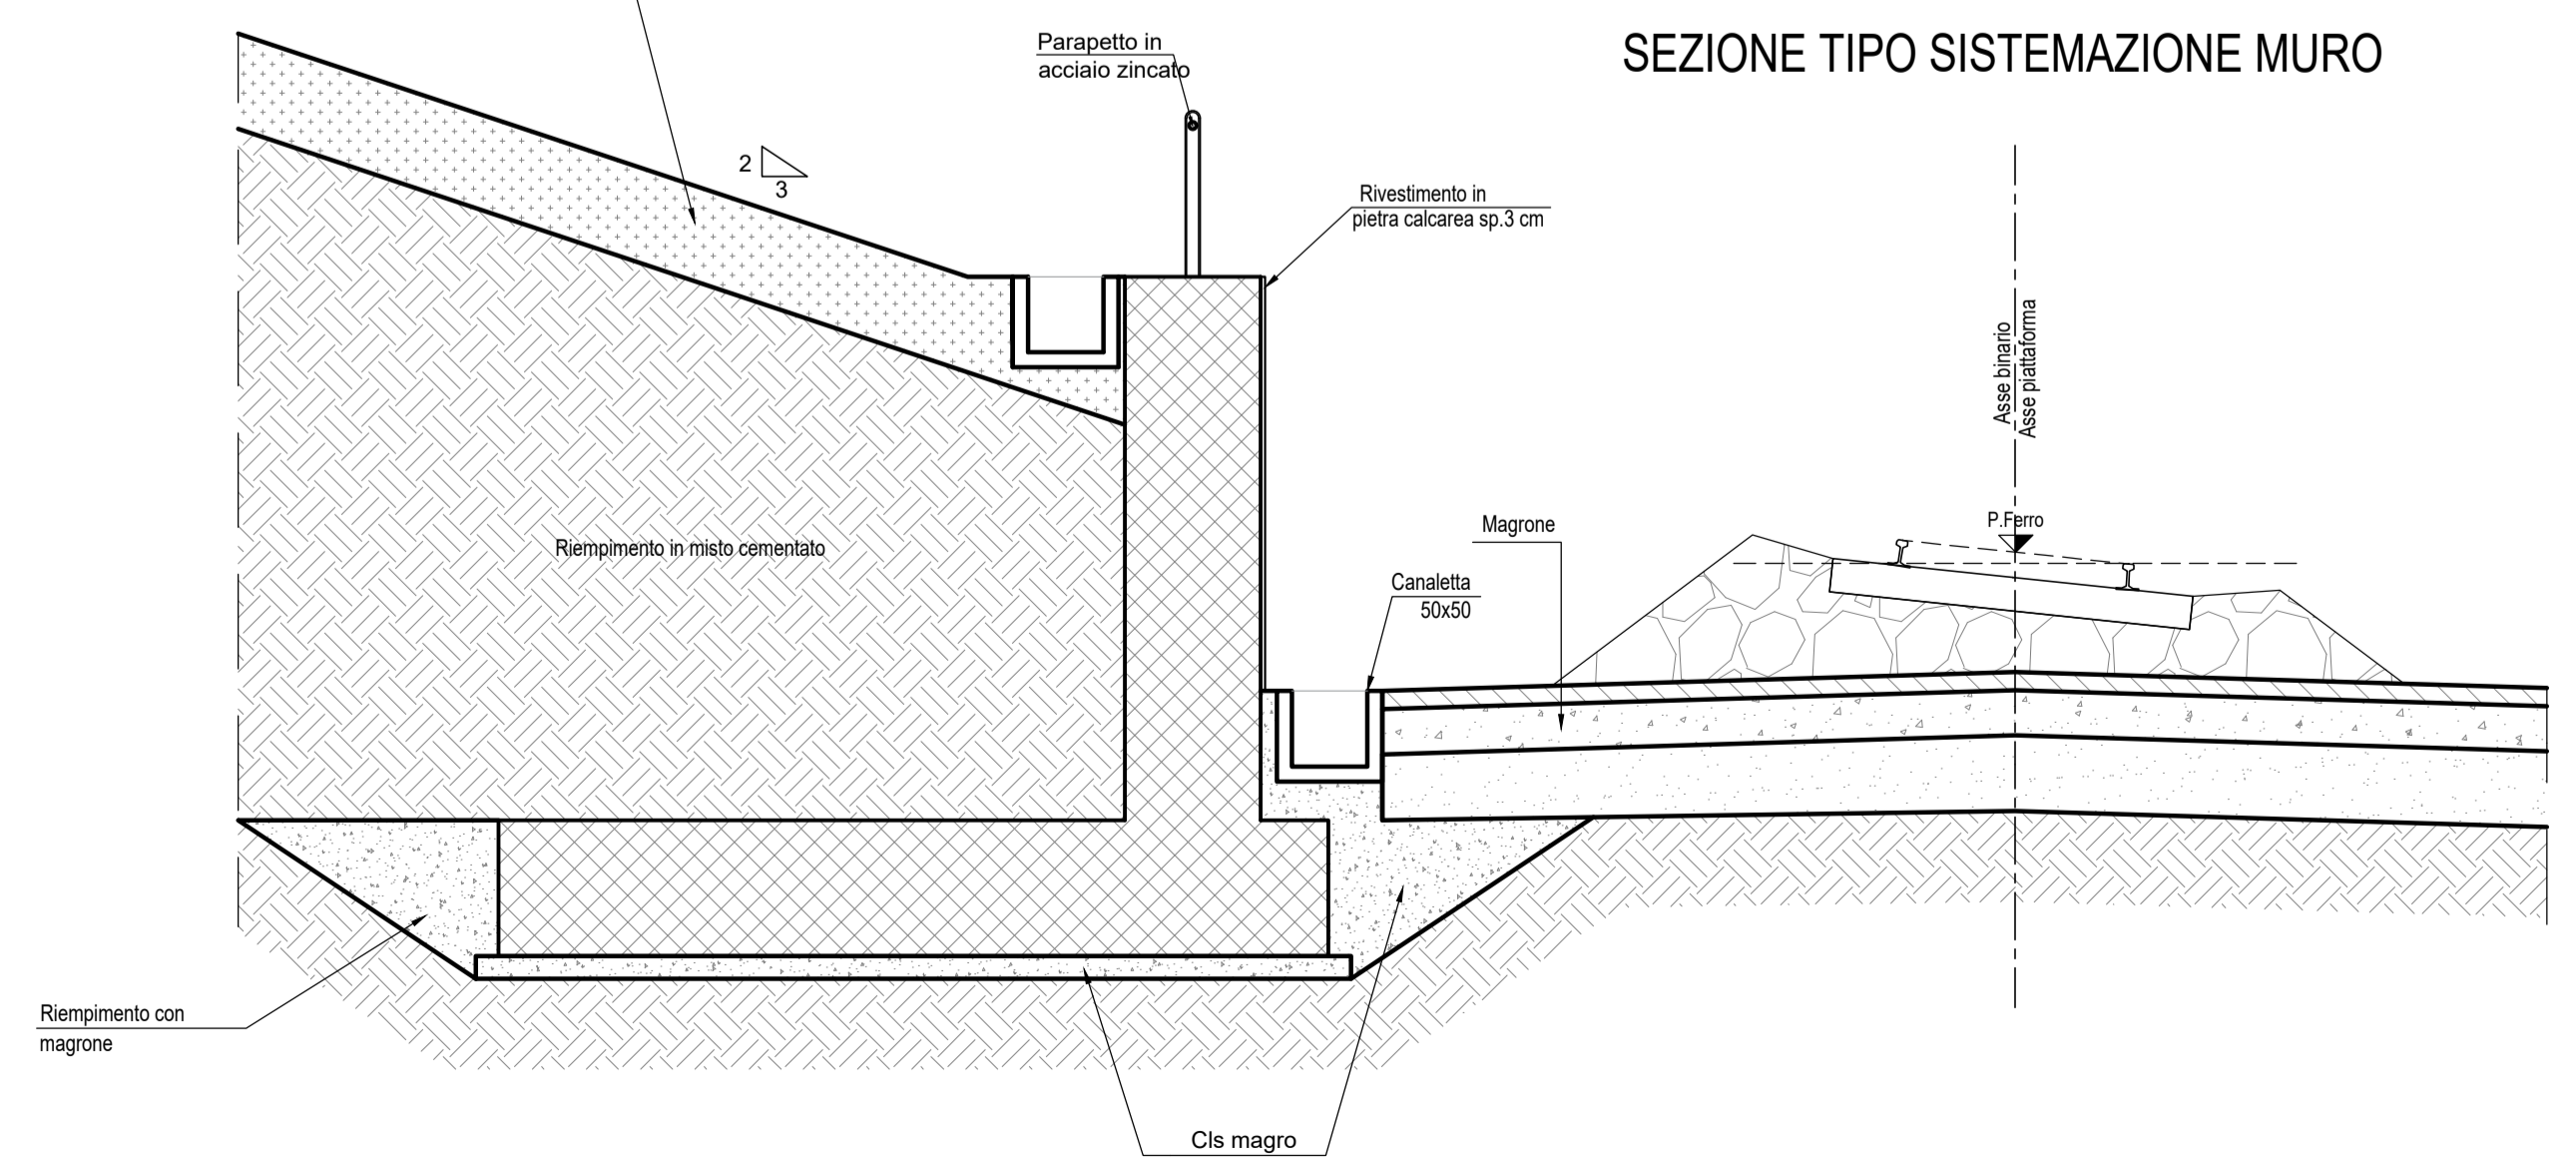 SEZIONE TIPO SISTEMAZIONE MURO
Parapetto in
acciaio zincato
2
3
Rivestimento in
pietra calcarea sp.3 cm
Asse binario
Asse piattaforma
P.Ferro
Magrone
Riempimento in misto cementato
Canaletta
50x50
Riempimento con
magrone
Cls magro